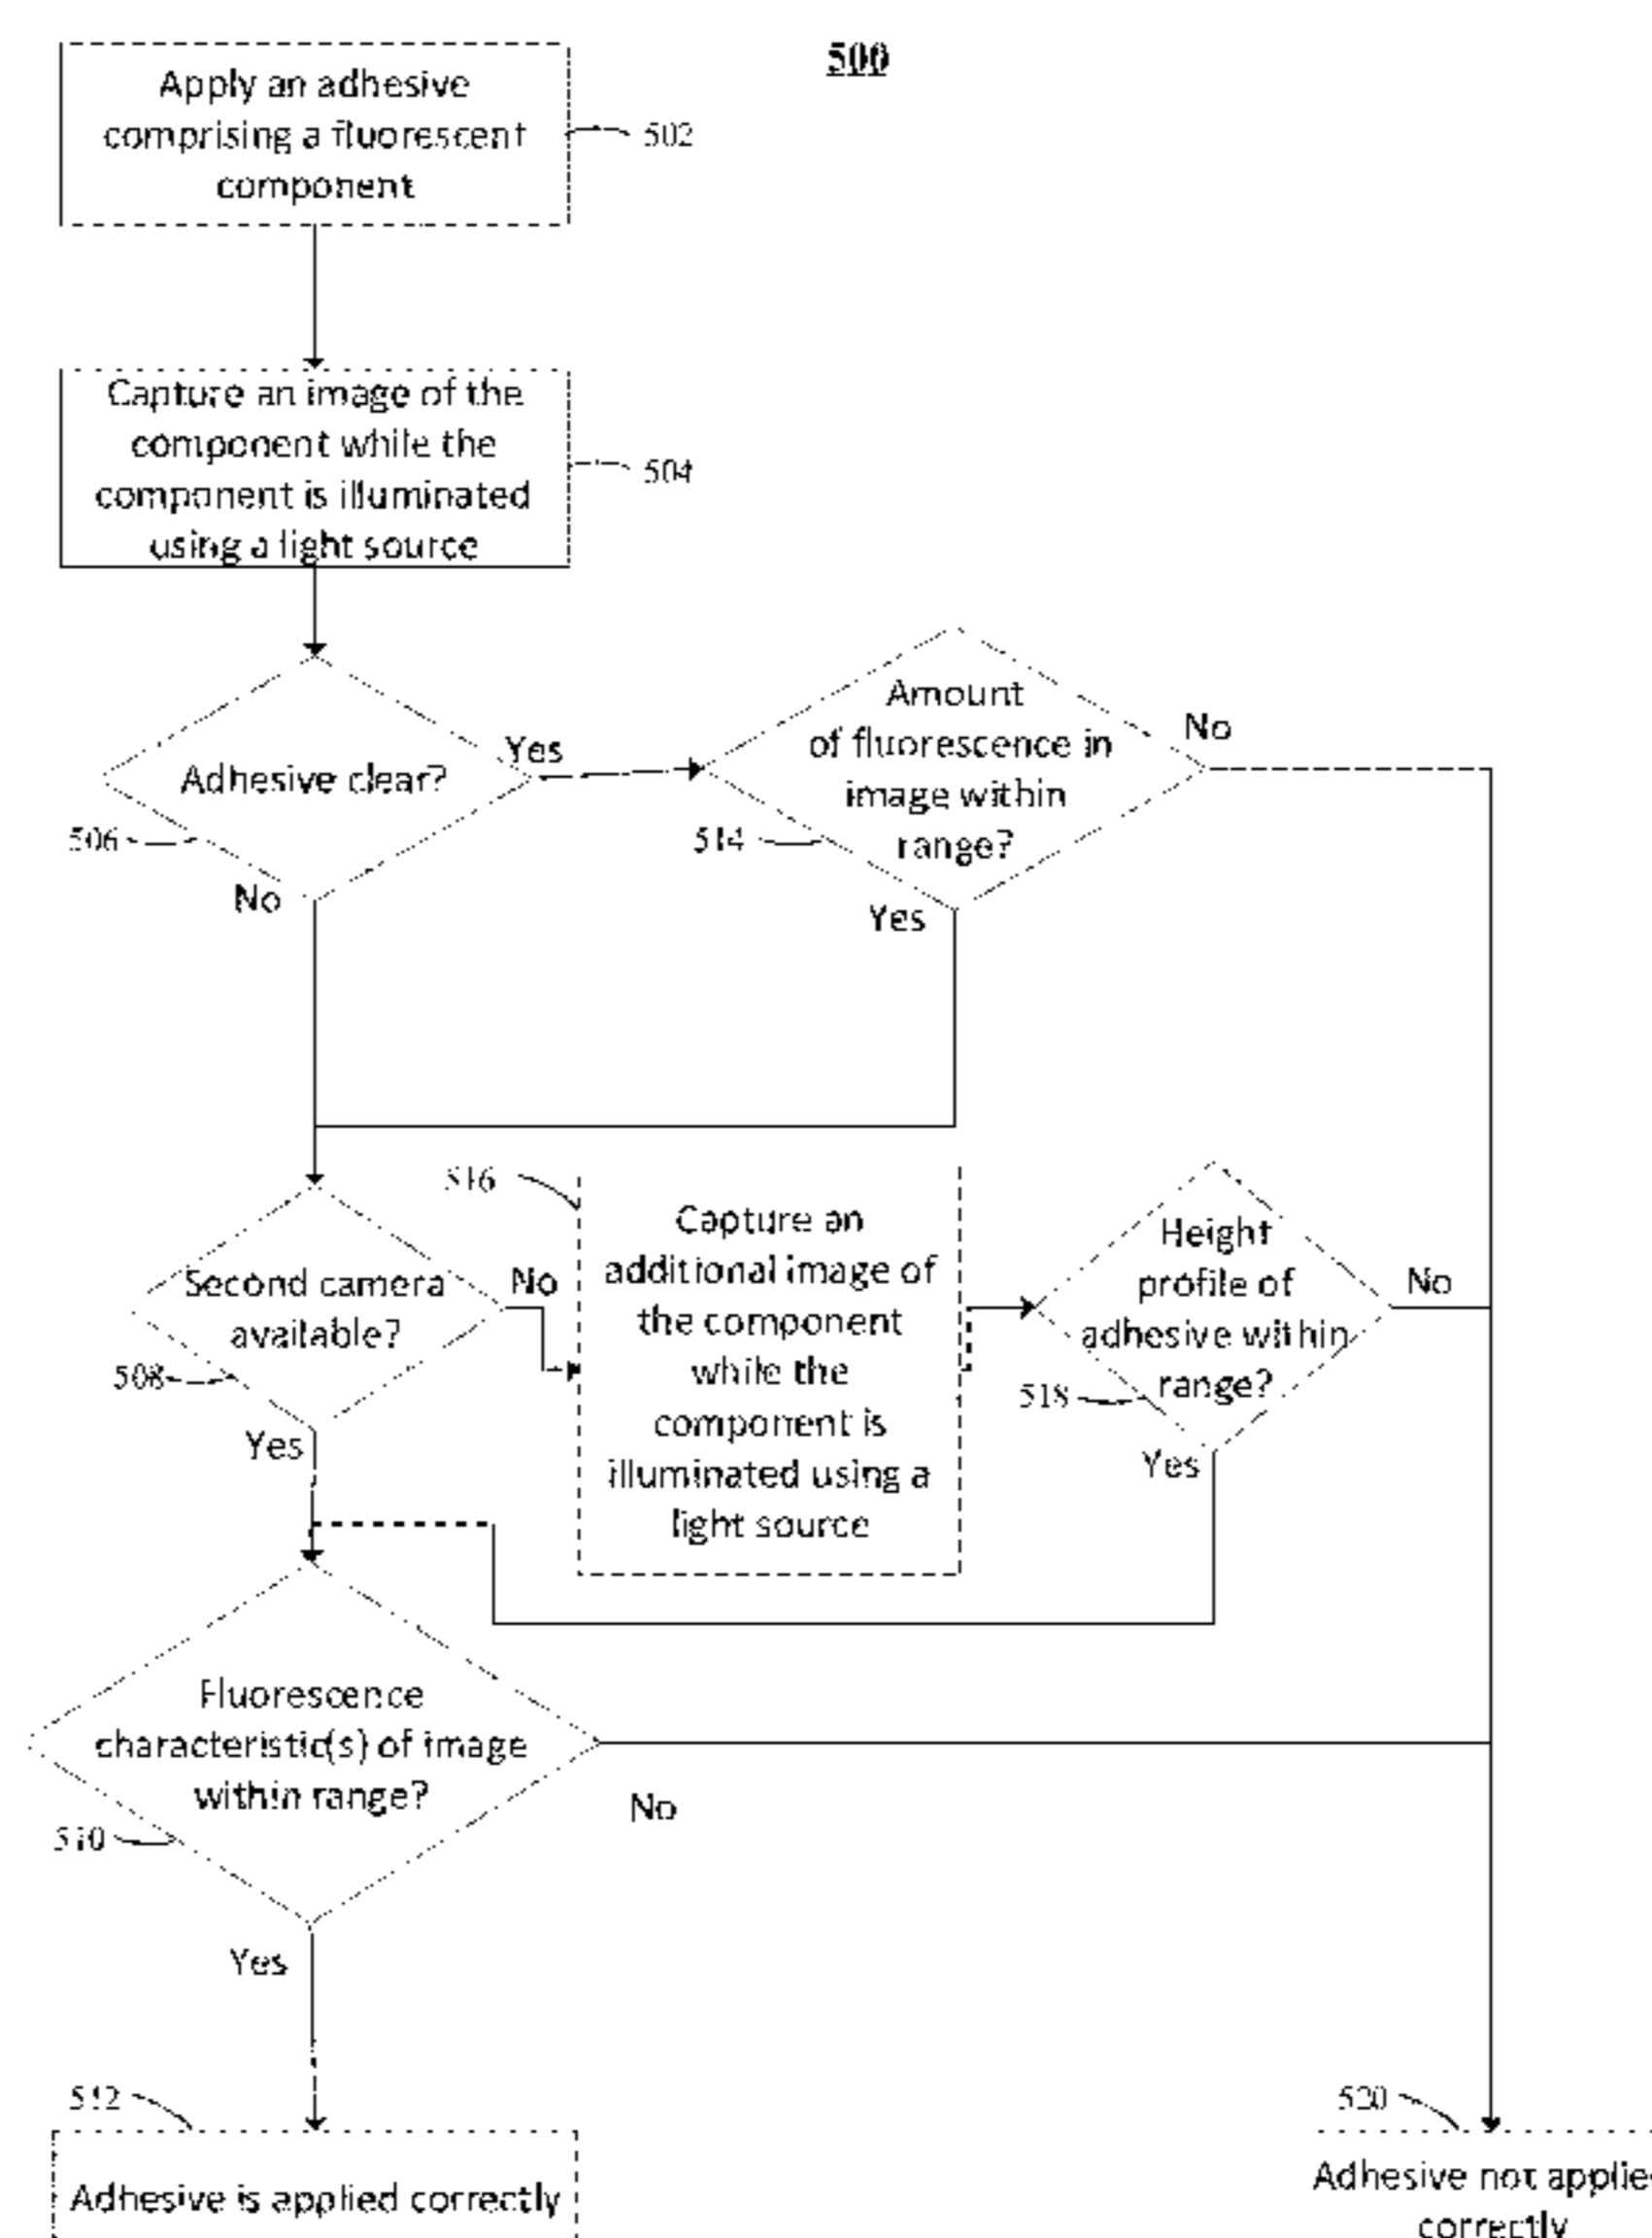 500
Apply an adhesive
comprising a fluorescent
component
502
Capture an image of the
component while the
component is illuminated
using a light source
504
Adhesive clear?
506
Yes
No
Amount
of fluorescence in
image within
range?
514
No
Yes
Second camera
available?
508
No
Yes
516
Capture an
additional image of
the component
while the
component is
illuminated using a
light source
Height
profile of
adhesive within
range?
518
No
Yes
Fluorescence
characteristic(s) of image
within range?
510
No
Yes
512
Adhesive is applied correctly
520
Adhesive not applie
correctly